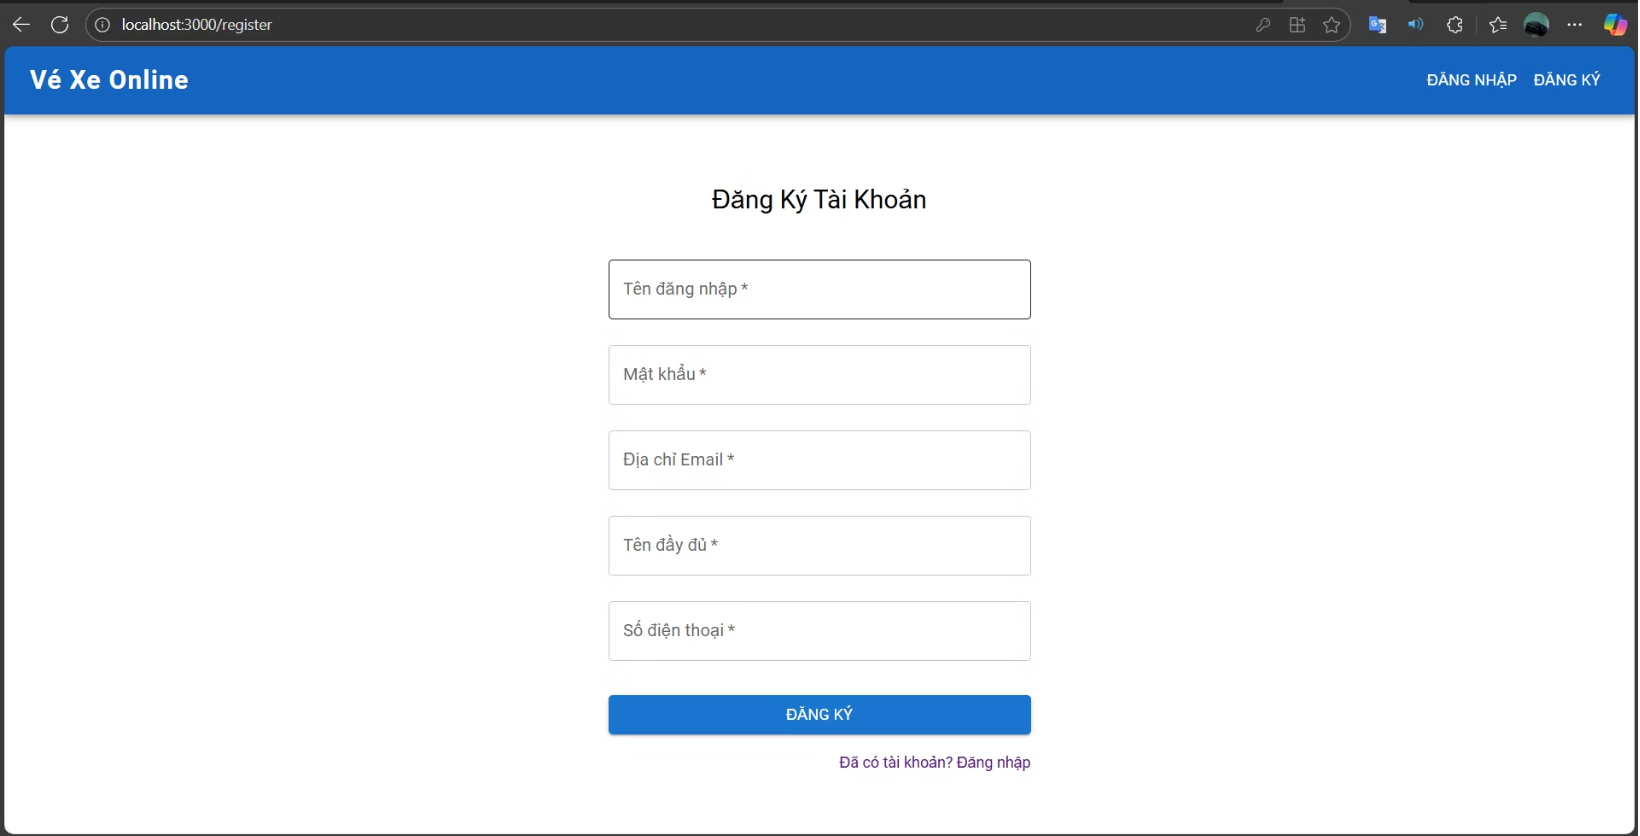 localhost:3000/register
Vé Xe Online
ĐĂNG NHẬP ĐĂNG KÝ
Đăng Ký Tài Khoản
Tên đăng nhập *
Mật khẩu *
Địa chỉ Email *
Tên đầy đủ *
Số điện thoại *
ĐĂNG KÝ
Đã có tài khoản? Đăng nhập